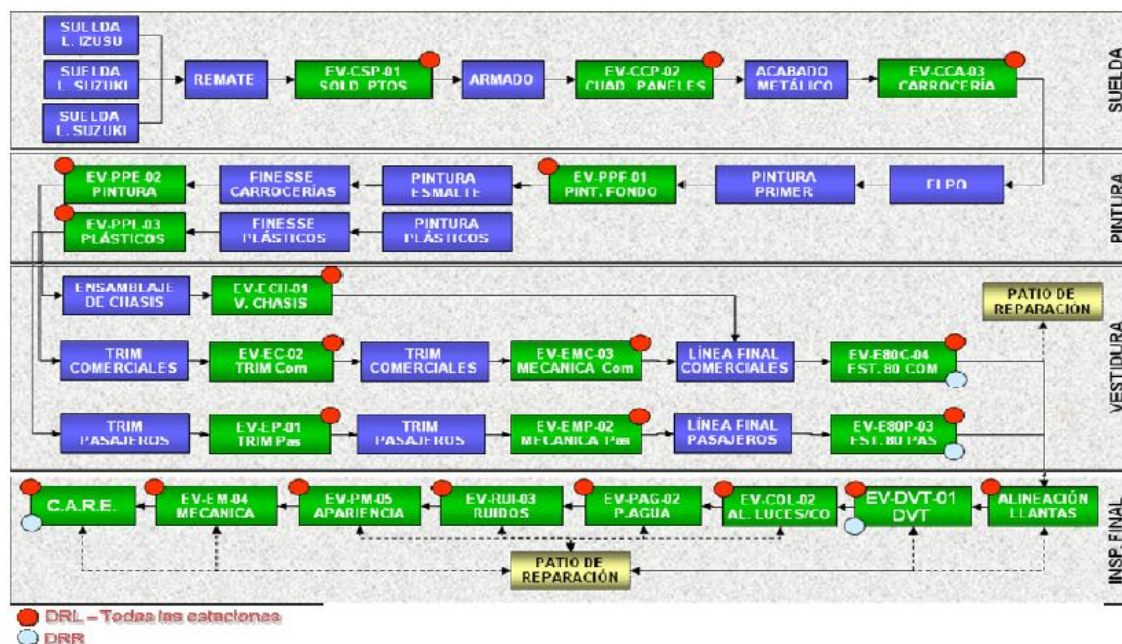 SUELDA
L. IZUSU
SUELDA
L. SUZUKI
SUELDA
L. SUZUKI
REMATE
EV-CSP-01
SOLD. PTOS
ARMADO
EV-CCP-02
CUAD. PANELES
ACABADO
METÁLICO
EV-CCA-03
CARROCERÍA
SUELDA
EV-PPE-02
PINTURA
FINESSE
CARROCERÍAS
PINTURA
ESMALTE
EV-PPF-01
PINT. FONDO
PINTURA
PRIMER
ELPO
EV-PPL-03
PLÁSTICOS
FINESSE
PLÁSTICOS
PINTURA
PLÁSTICOS
PINTURA
ENSAMBLAJE
DE CHASIS
EV-ECH-01
V. CHASIS
PATIO DE
REPARACIÓN
TRIM
COMERCIALES
EV-EC-02
TRIM Com
TRIM
COMERCIALES
EV-EMC-03
MECANICA Com
LÍNEA FINAL
COMERCIALES
EV-E80C-04
EST. 80 COM
TRIM
PASAJEROS
EV-EP-01
TRIM Pas
TRIM
PASAJEROS
EV-EMP-02
MECANICA Pas
LÍNEA FINAL
PASAJEROS
EV-E80P-03
EST. 80 PAS
VESTIDURA
C.A.R.E.
EV-EM-04
MECANICA
EV-PM-05
APARIENCIA
EV-RUI-03
RUIDOS
EV-PAG-02
P.AGUA
EV-COL-02
AL. LUCES/CO
EV-DVT-01
DVT
ALINEACIÓN
LLANTAS
PATIO DE
REPARACIÓN
INSP. FINAL
DRL – Todas las estaciones
DRR